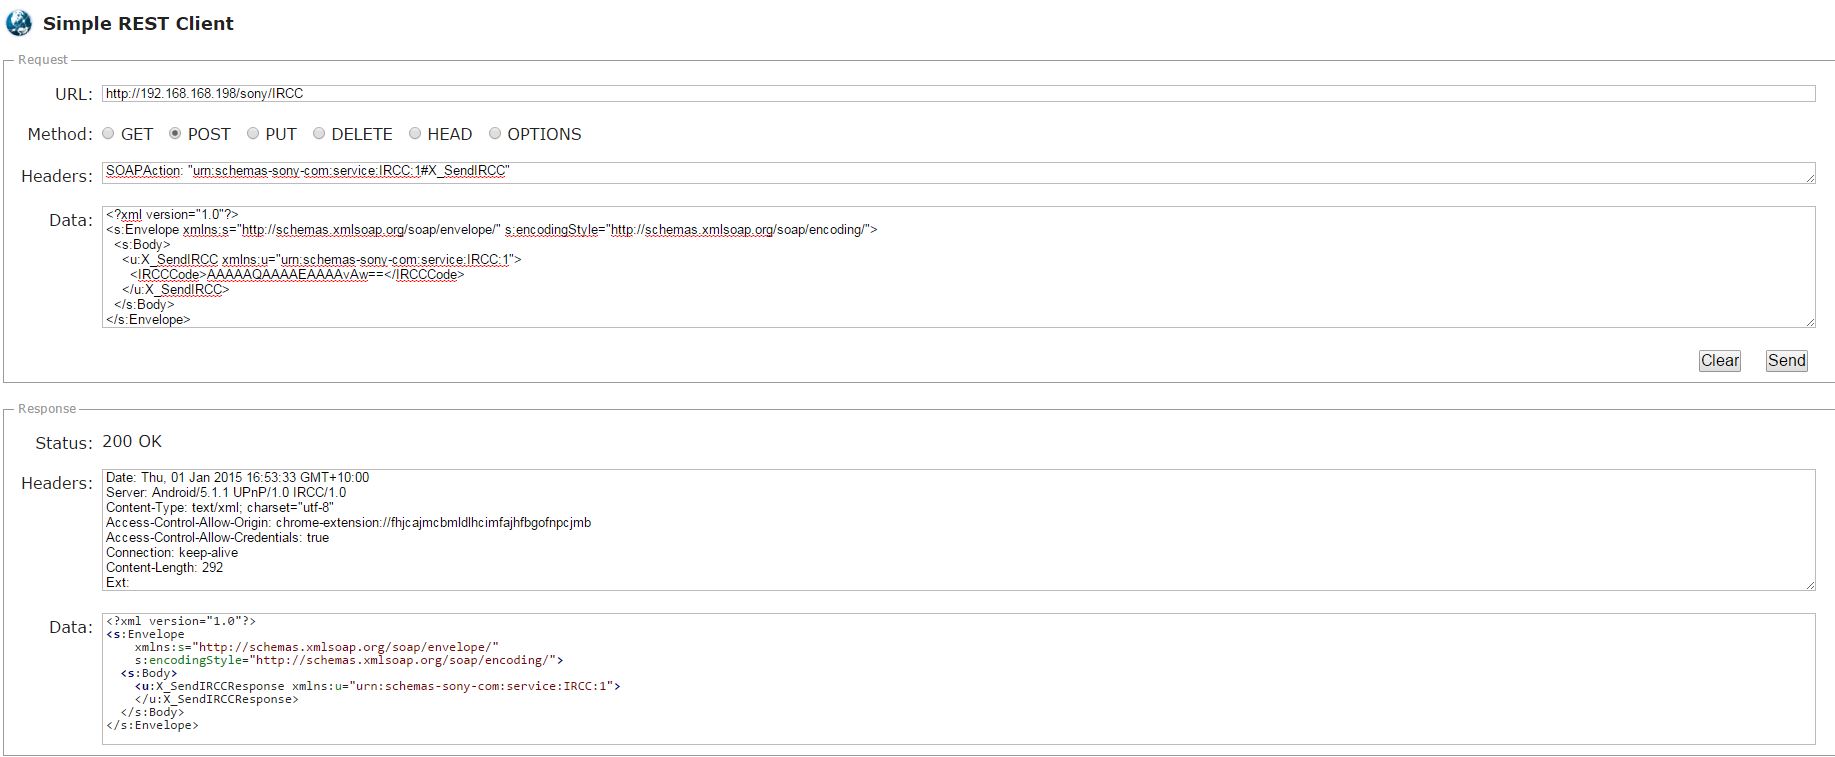 Simple REST Client
Request
URL: http://192.168.168.198/sony/IRCC
Method: GET POST PUT DELETE HEAD OPTIONS
Headers: SOAPAction: "urn:schemas-sony-com:service:IRCC:1#X_SendIRCC"
Data: <?xml version="1.0"?>
<s:Envelope xmlns:s="http://schemas.xmlsoap.org/soap/envelope/" s:encodingStyle="http://schemas.xmlsoap.org/soap/encoding/">
<s:Body>
<u:X_SendIRCC xmlns:u="urn:schemas-sony-com:service:IRCC:1">
<IRCCCode>AAAAAQAAAAEAAAAvAw==</IRCCCode>
</u:X_SendIRCC>
</s:Body>
</s:Envelope>
Clear Send
Response
Status: 200 OK
Headers: Date: Thu, 01 Jan 2015 16:53:33 GMT+10:00
Server: Android/5.1.1 UPnP/1.0 IRCC/1.0
Content-Type: text/xml; charset="utf-8"
Access-Control-Allow-Origin: chrome-extension://fhjcajmcbmldlhcimfajhfbgofnpcjmb
Access-Control-Allow-Credentials: true
Connection: keep-alive
Content-Length: 292
Ext:
Data: <?xml version="1.0"?>
<s:Envelope
xmlns:s="http://schemas.xmlsoap.org/soap/envelope/"
s:encodingStyle="http://schemas.xmlsoap.org/soap/encoding/">
<s:Body>
<u:X_SendIRCCResponse xmlns:u="urn:schemas-sony-com:service:IRCC:1">
</u:X_SendIRCCResponse>
</s:Body>
</s:Envelope>